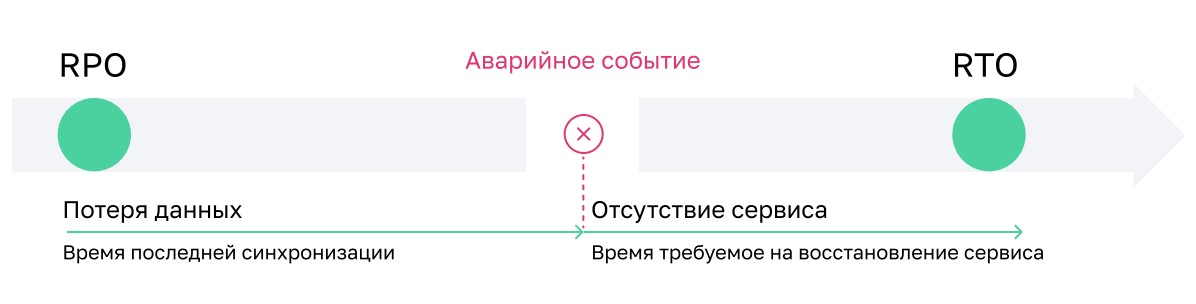 RPO
Аварийное событие
RTO
Потеря данных
Отсутствие сервиса
Время последней синхронизации
Время требуемое на восстановление сервиса